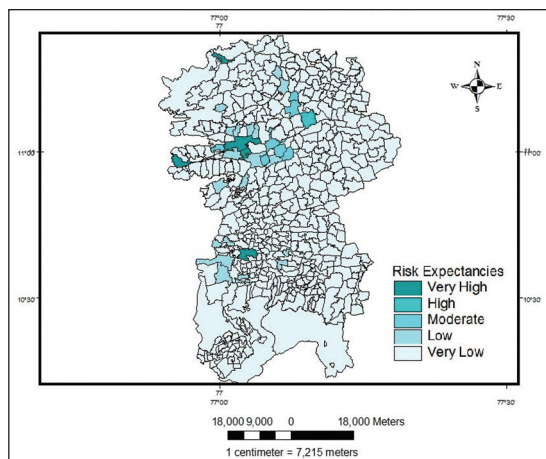 77°00' 77°30'
77
N
W E
S
11°00' 11°00'
Risk Expectancies
Very High
High
Moderate
Low
Very Low
10°30' 10°30'
77
77°00' 77°30'
18,000 9,000 0 18,000 Meters
1 centimeter = 7,215 meters